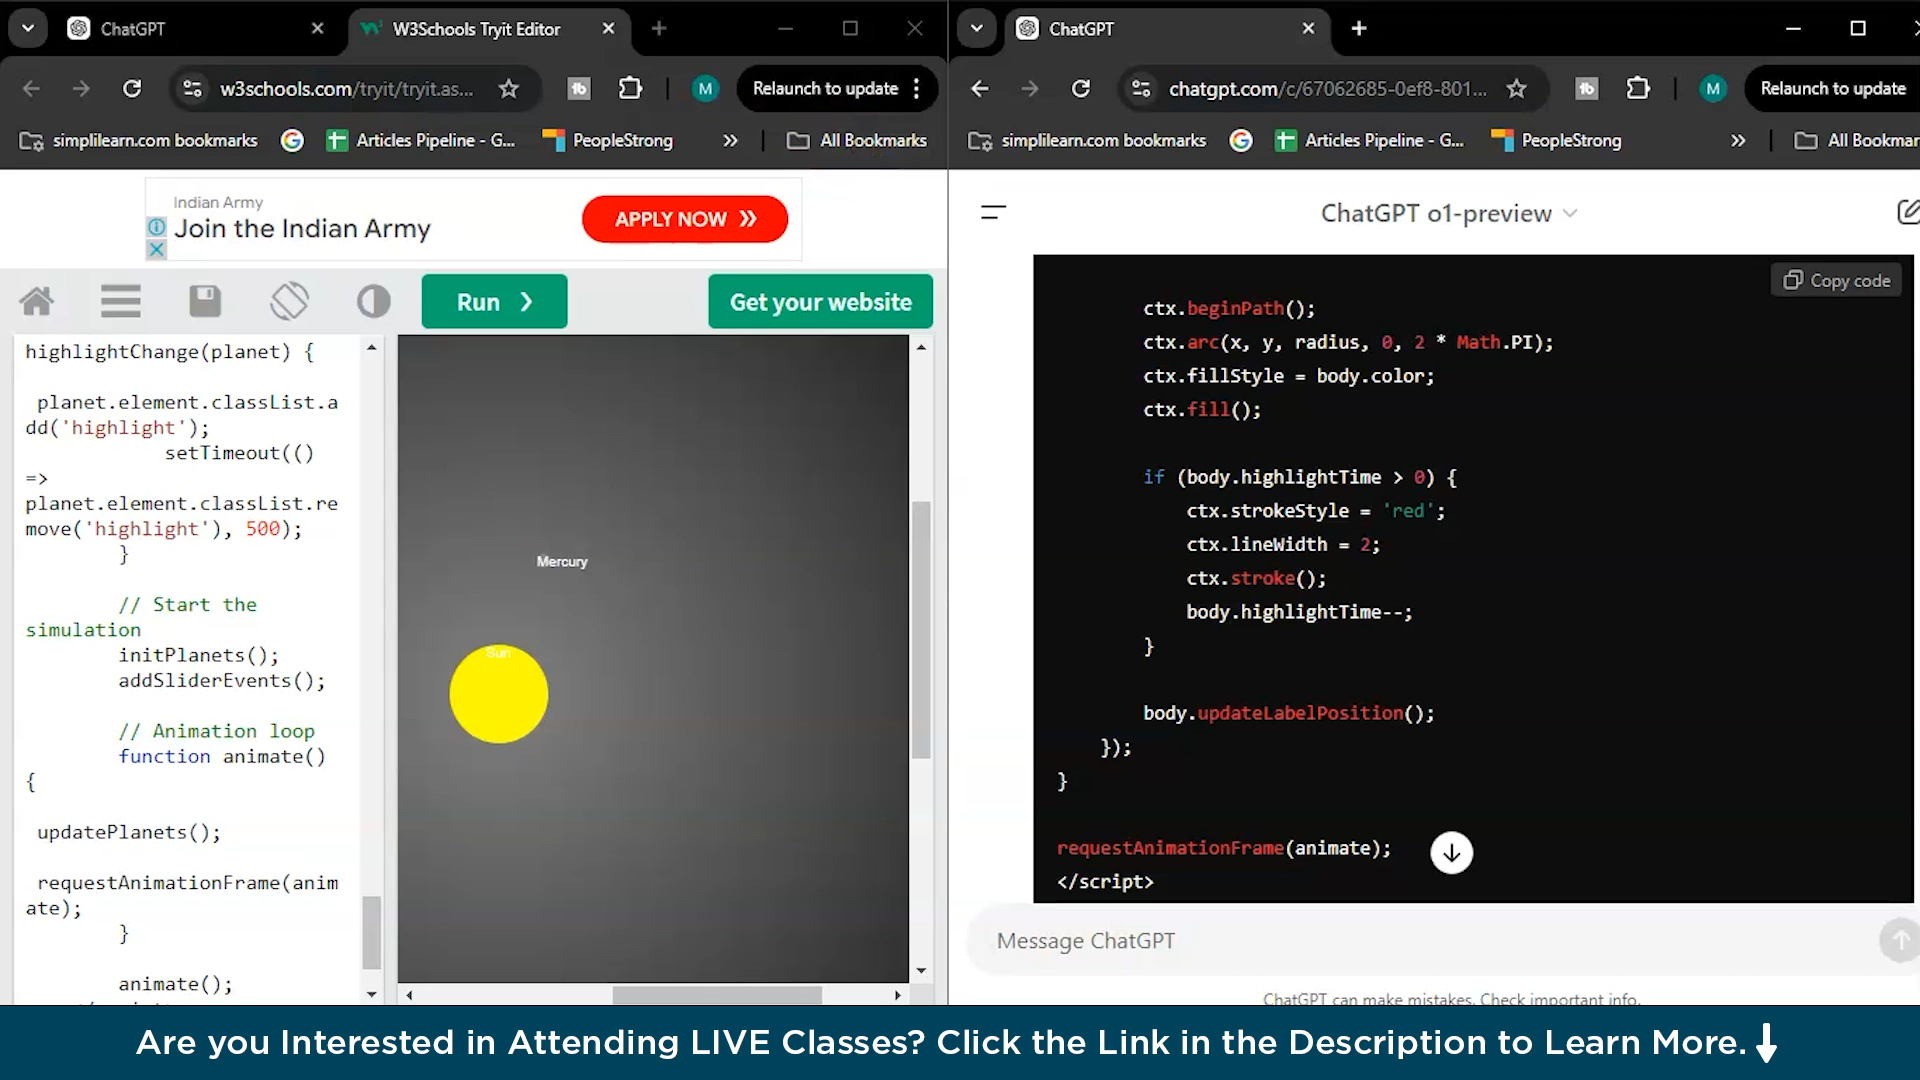 ChatGPT
W3Schools Tryit Editor
w3schools.com/tryit/tryit.as...
M
Relaunch to update
simplilearn.com bookmarks
Articles Pipeline - G...
PeopleStrong
All Bookmarks
Indian Army
Join the Indian Army
APPLY NOW
Run
Get your website
highlightChange(planet) {
planet.element.classList.a
dd('highlight');
setTimeout(()
=>
planet.element.classList.re
move('highlight'), 500);
}
// Start the
simulation
initPlanets();
addSliderEvents();
// Animation loop
function animate()
{
updatePlanets();
requestAnimationFrame(anim
ate);
}
animate();
Mercury
Sun
ChatGPT
chatgpt.com/c/67062685-0ef8-801...
M
Relaunch to update
simplilearn.com bookmarks
Articles Pipeline - G...
PeopleStrong
All Bookmar
ChatGPT o1-preview
Copy code
ctx.beginPath();
ctx.arc(x, y, radius, 0, 2 * Math.PI);
ctx.fillStyle = body.color;
ctx.fill();
if (body.highlightTime > 0) {
ctx.strokeStyle = 'red';
ctx.lineWidth = 2;
ctx.stroke();
body.highlightTime--;
}
body.updateLabelPosition();
});
}
requestAnimationFrame(animate);
</script>
Message ChatGPT
ChatGPT can make mistakes. Check important info.
Are you Interested in Attending LIVE Classes? Click the Link in the Description to Learn More.